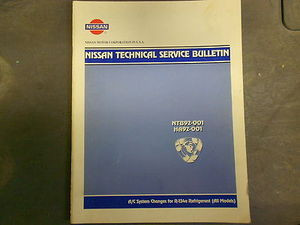 NISSAN
NISSAN MOTOR CORPORATION IN U.S.A.
NISSAN TECHNICAL SERVICE BULLETIN
NTB92-001
HA92-001
A/C System Changes for R-134a Refrigerant (All Models)